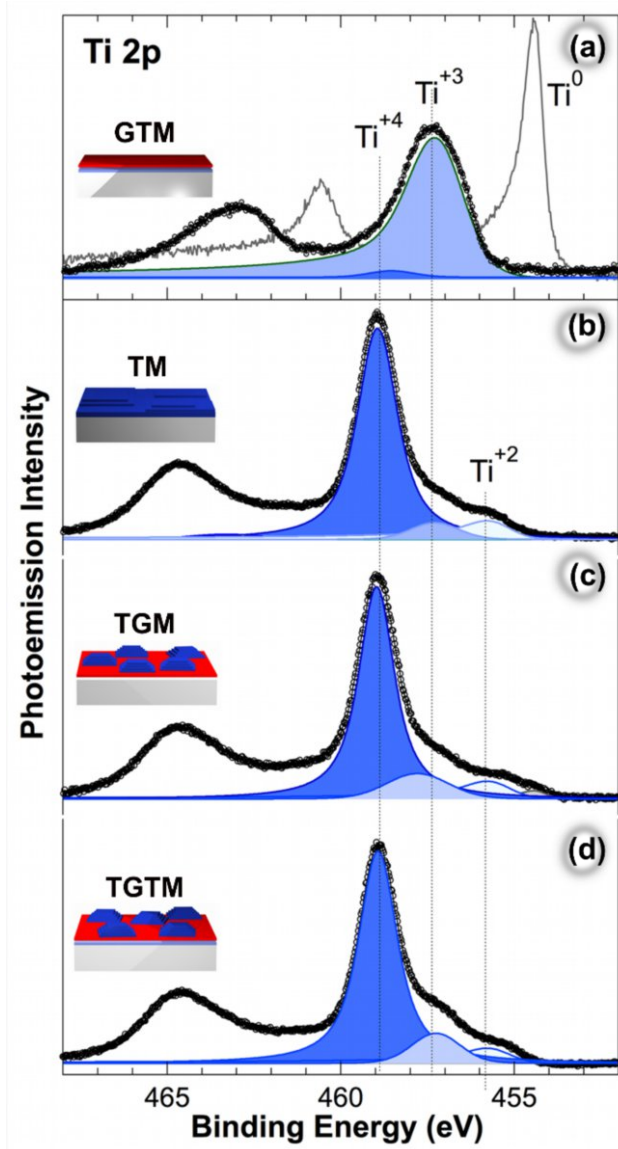 Ti 2p
(a)
Ti+4
Ti+3
Ti0
GTM
(b)
TM
Ti+2
(c)
TGM
(d)
TGTM
465
460
455
Binding Energy (eV)
Photoemission Intensity